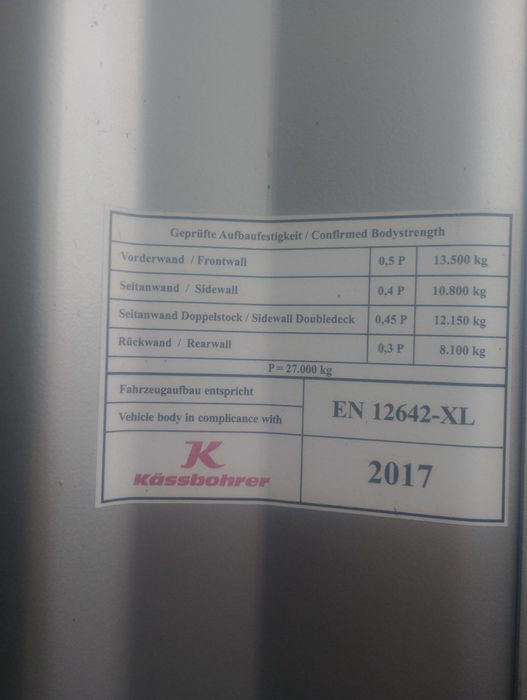 Geprüfte Aufbaufestigkeit / Confirmed Bodystrength
Vorderwand / Frontwall 0,5 P 13.500 kg
Seitanwand / Sidewall 0,4 P 10.800 kg
Seitanwand Doppelstock / Sidewall Doubledeck 0,45 P 12.150 kg
Rückwand / Rearwall 0,3 P 8.100 kg
P = 27.000 kg
Fahrzeugaufbau entspricht
Vehicle body in complicance with
EN 12642-XL
K
Kässbohrer
2017